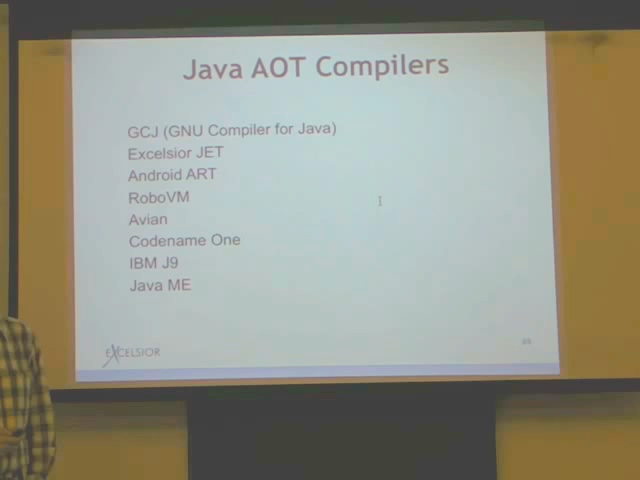 Java AOT Compilers
GCJ (GNU Compiler for Java)
Excelsior JET
Android ART
RoboVM
Avian
Codename One
IBM J9
Java ME
EXCELSIOR